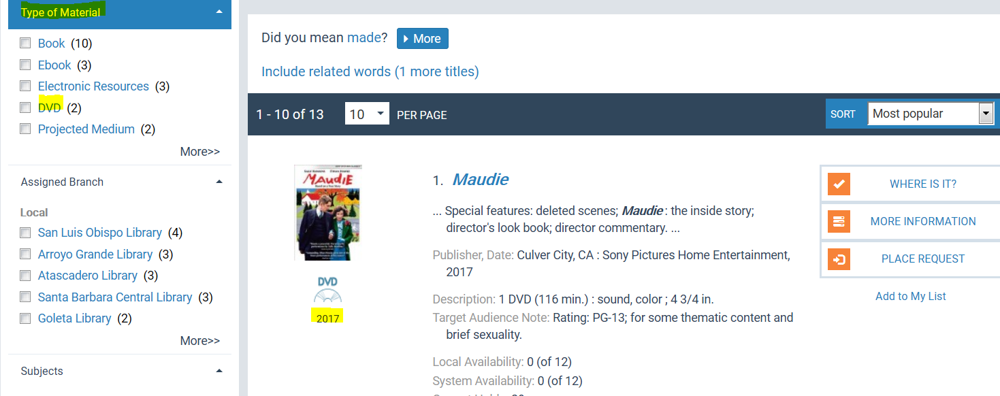 Type of Material
Book (10)
Ebook (3)
Electronic Resources (3)
DVD (2)
Projected Medium (2)
More>>
Assigned Branch
Local
San Luis Obispo Library (4)
Arroyo Grande Library (3)
Atascadero Library (3)
Santa Barbara Central Library (3)
Goleta Library (2)
More>>
Subjects
Did you mean made? More
Include related words (1 more titles)
1 - 10 of 13 10 PER PAGE SORT Most popular
MAUDIE
DVD
2017
1. Maudie
... Special features: deleted scenes; Maudie : the inside story;
director's look book; director commentary. ...
Publisher, Date: Culver City, CA : Sony Pictures Home Entertainment,
2017
Description: 1 DVD (116 min.) : sound, color ; 4 3/4 in.
Target Audience Note: Rating: PG-13; for some thematic content and
brief sexuality.
Local Availability: 0 (of 12)
System Availability: 0 (of 12)
WHERE IS IT?
MORE INFORMATION
PLACE REQUEST
Add to My List